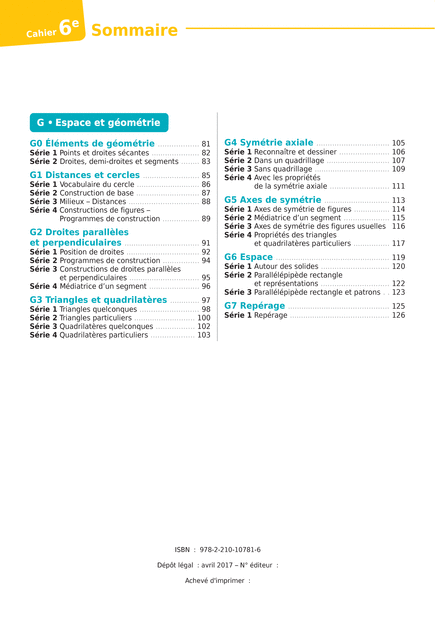 Cahier 6e Sommaire
G • Espace et géométrie
G0 Éléments de géométrie ................ 81
Série 1 Points et droites sécantes ................ 82
Série 2 Droites, demi-droites et segments ....... 83
G1 Distances et cercles ................ 85
Série 1 Vocabulaire du cercle ................ 86
Série 2 Construction de base ................ 87
Série 3 Milieux – Distances ................ 88
Série 4 Constructions de figures –
Programmes de construction ................ 89
G2 Droites parallèles
et perpendiculaires ................ 91
Série 1 Position de droites ................ 92
Série 2 Programmes de construction ................ 94
Série 3 Constructions de droites parallèles
et perpendiculaires ................ 95
Série 4 Médiatrice d'un segment ................ 96
G3 Triangles et quadrilatères ................ 97
Série 1 Triangles quelconques ................ 98
Série 2 Triangles particuliers ................ 100
Série 3 Quadrilatères quelconques ................ 102
Série 4 Quadrilatères particuliers ................ 103
G4 Symétrie axiale ................ 105
Série 1 Reconnaître et dessiner ................ 106
Série 2 Dans un quadrillage ................ 107
Série 3 Sans quadrillage ................ 109
Série 4 Avec les propriétés
de la symétrie axiale ................ 111
G5 Axes de symétrie ................ 113
Série 1 Axes de symétrie de figures ................ 114
Série 2 Médiatrice d'un segment ................ 115
Série 3 Axes de symétrie des figures usuelles 116
Série 4 Propriétés des triangles
et quadrilatères particuliers ................ 117
G6 Espace ................ 119
Série 1 Autour des solides ................ 120
Série 2 Parallélépipède rectangle
et représentations ................ 122
Série 3 Parallélépipède rectangle et patrons . . 123
G7 Repérage ................ 125
Série 1 Repérage ................ 126
ISBN : 978-2-210-10781-6
Dépôt légal : avril 2017 – N° éditeur :
Achevé d'imprimer :